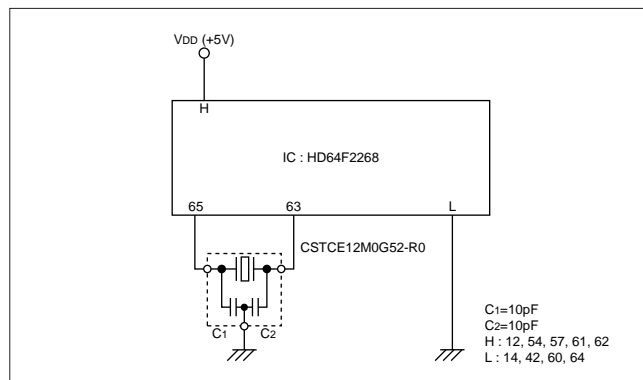 VDD (+5V)
H
IC : HD64F2268
65 63 L
CSTCE12M0G52-R0
C1 C2
C1=10pF
C2=10pF
H : 12, 54, 57, 61, 62
L : 14, 42, 60, 64